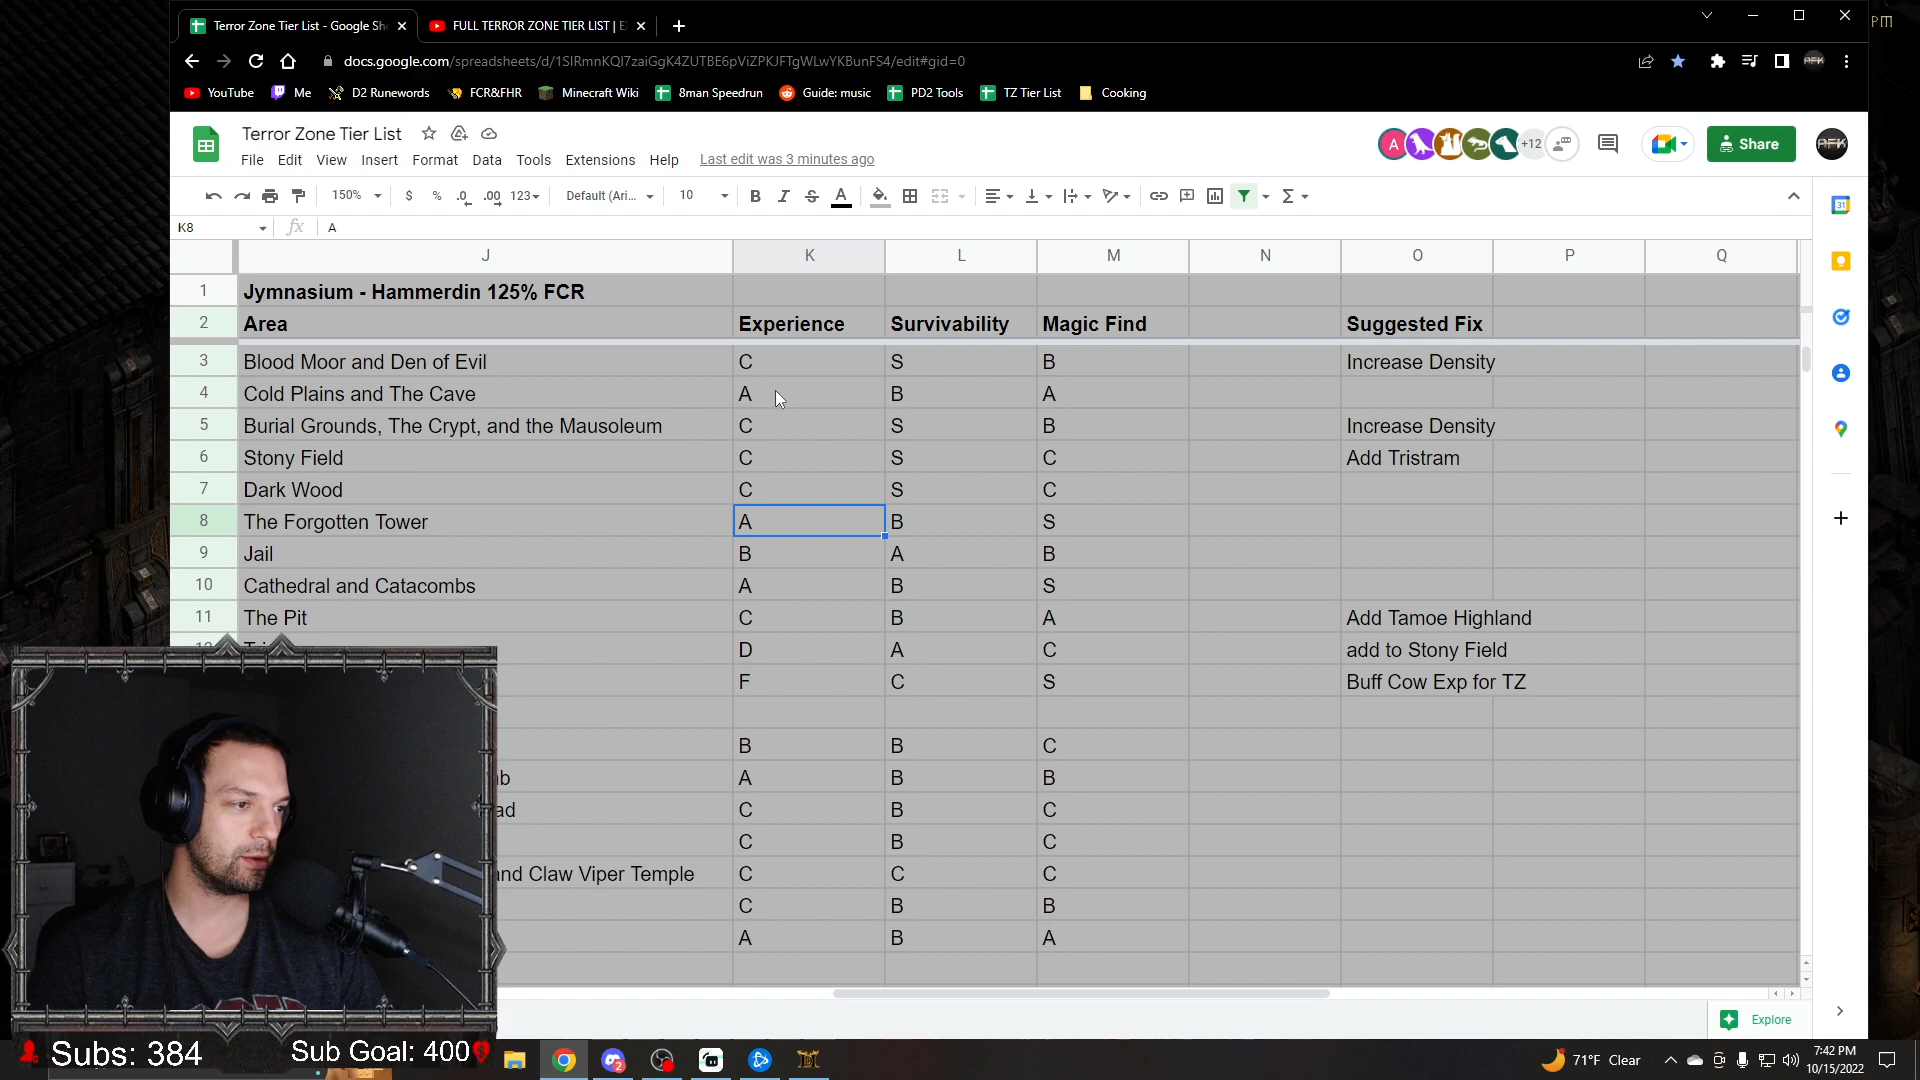 Terror Zone Tier List - Google She
FULL TERROR ZONE TIER LIST | E
PM
docs.google.com/spreadsheets/d/1SlRmnKQI7zaiGgK4ZUTBE6pViZPKJFTgWLwYKBunFS4/edit#gid=0
YouTube Me D2 Runewords FCR&FHR Minecraft Wiki 8man Speedrun Guide: music PD2 Tools TZ Tier List Cooking
Terror Zone Tier List
A +12 Share AFK
File Edit View Insert Format Data Tools Extensions Help Last edit was 3 minutes ago
150% $ % .0 .00 123 Default (Ari... 10 B I S A
K8 fx A
J K L M N O P Q
1 Jymnasium - Hammerdin 125% FCR
2 Area Experience Survivability Magic Find Suggested Fix
3 Blood Moor and Den of Evil C S B Increase Density
4 Cold Plains and The Cave A B A
5 Burial Grounds, The Crypt, and the Mausoleum C S B Increase Density
6 Stony Field C S C Add Tristram
7 Dark Wood C S C
8 The Forgotten Tower A B S
9 Jail B A B
10 Cathedral and Catacombs A B S
11 The Pit C B A Add Tamoe Highland
D A C add to Stony Field
F C S Buff Cow Exp for TZ
B B C
A B B
C B C
C B C
and Claw Viper Temple C C C
C B B
A B A
Explore
Subs: 384 Sub Goal: 400
71°F Clear
7:42 PM
10/15/2022